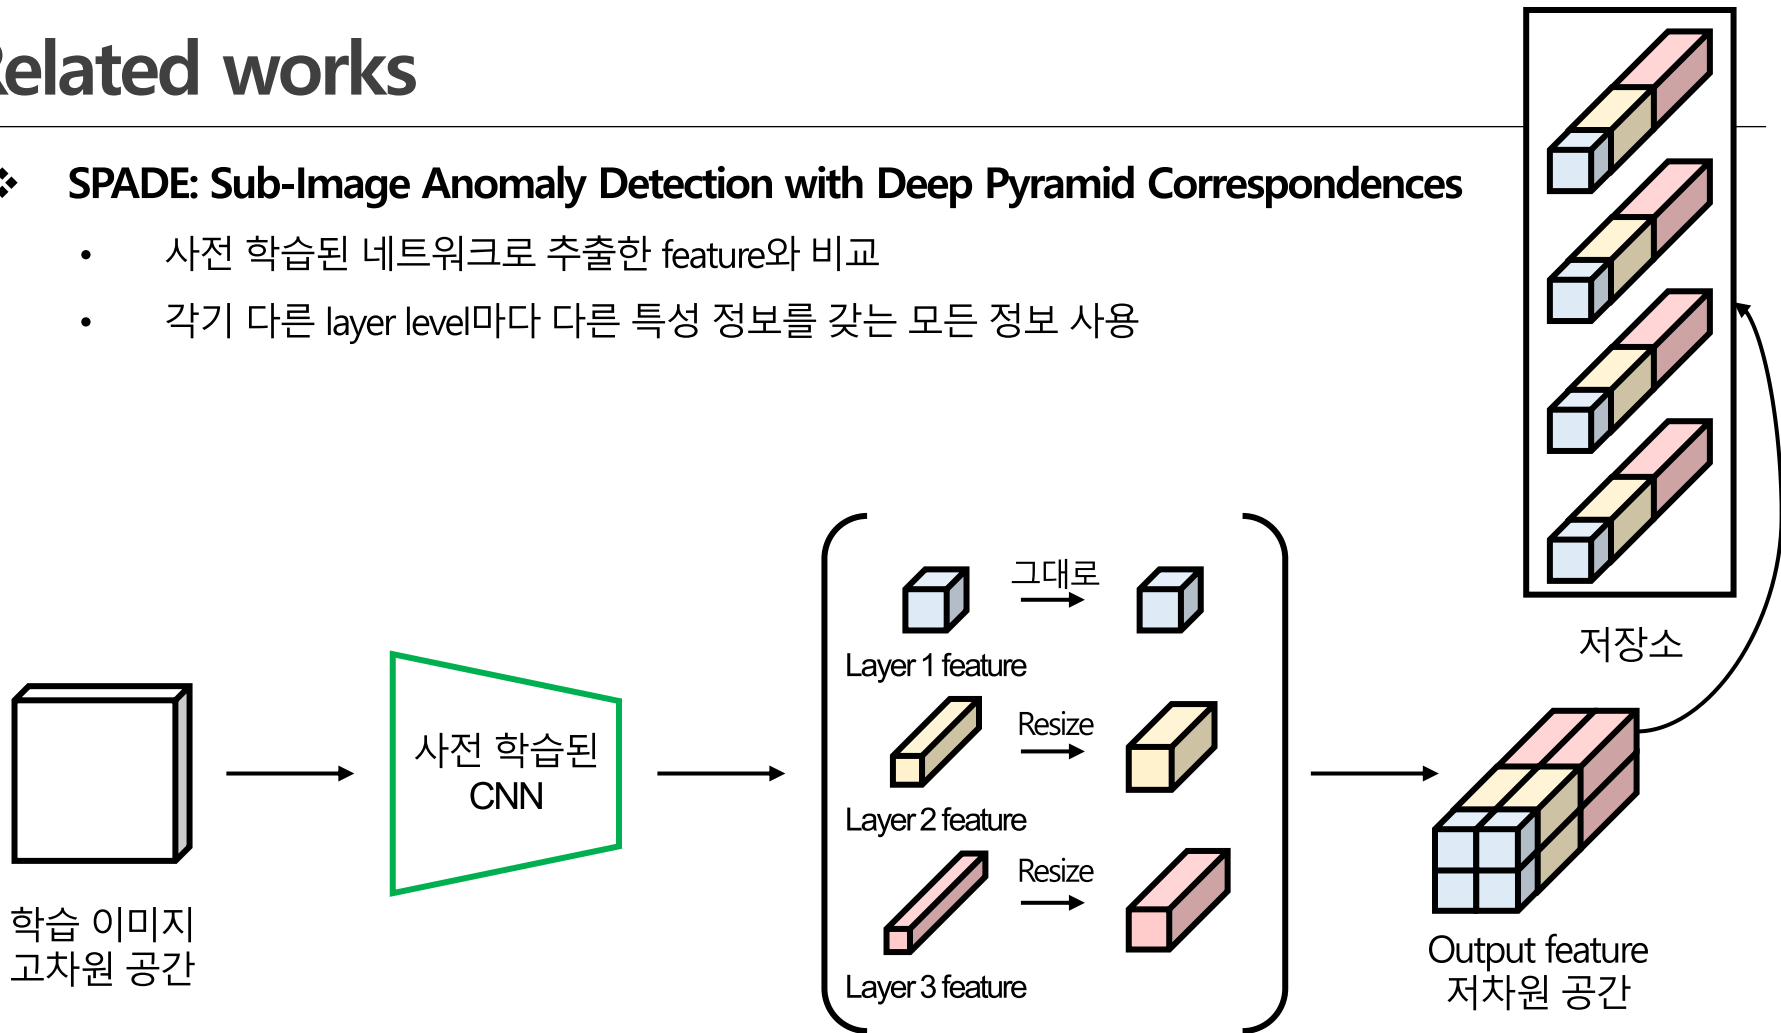 Related works
SPADE: Sub-Image Anomaly Detection with Deep Pyramid Correspondences
• 사전 학습된 네트워크로 추출한 feature와 비교
• 각기 다른 layer level마다 다른 특성 정보를 갖는 모든 정보 사용
저장소
그대로
Layer 1 feature
Resize
Layer 2 feature
Resize
Layer 3 feature
사전 학습된
CNN
학습 이미지
고차원 공간
Output feature
저차원 공간